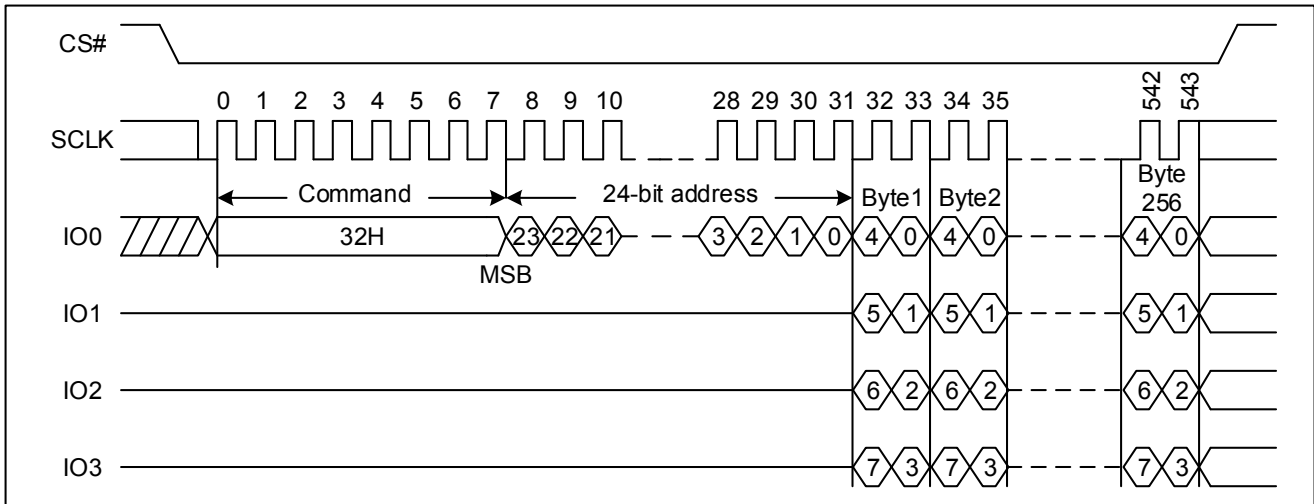 CS#
0 1 2 3 4 5 6 7 8 9 10 28 29 30 31 32 33 34 35 542 543
SCLK
Command 24-bit address Byte1 Byte2 Byte
256
IO0 32H 23 22 21 3 2 1 0 4 0 4 0 4 0
MSB
IO1 5 1 5 1 5 1
IO2 6 2 6 2 6 2
IO3 7 3 7 3 7 3